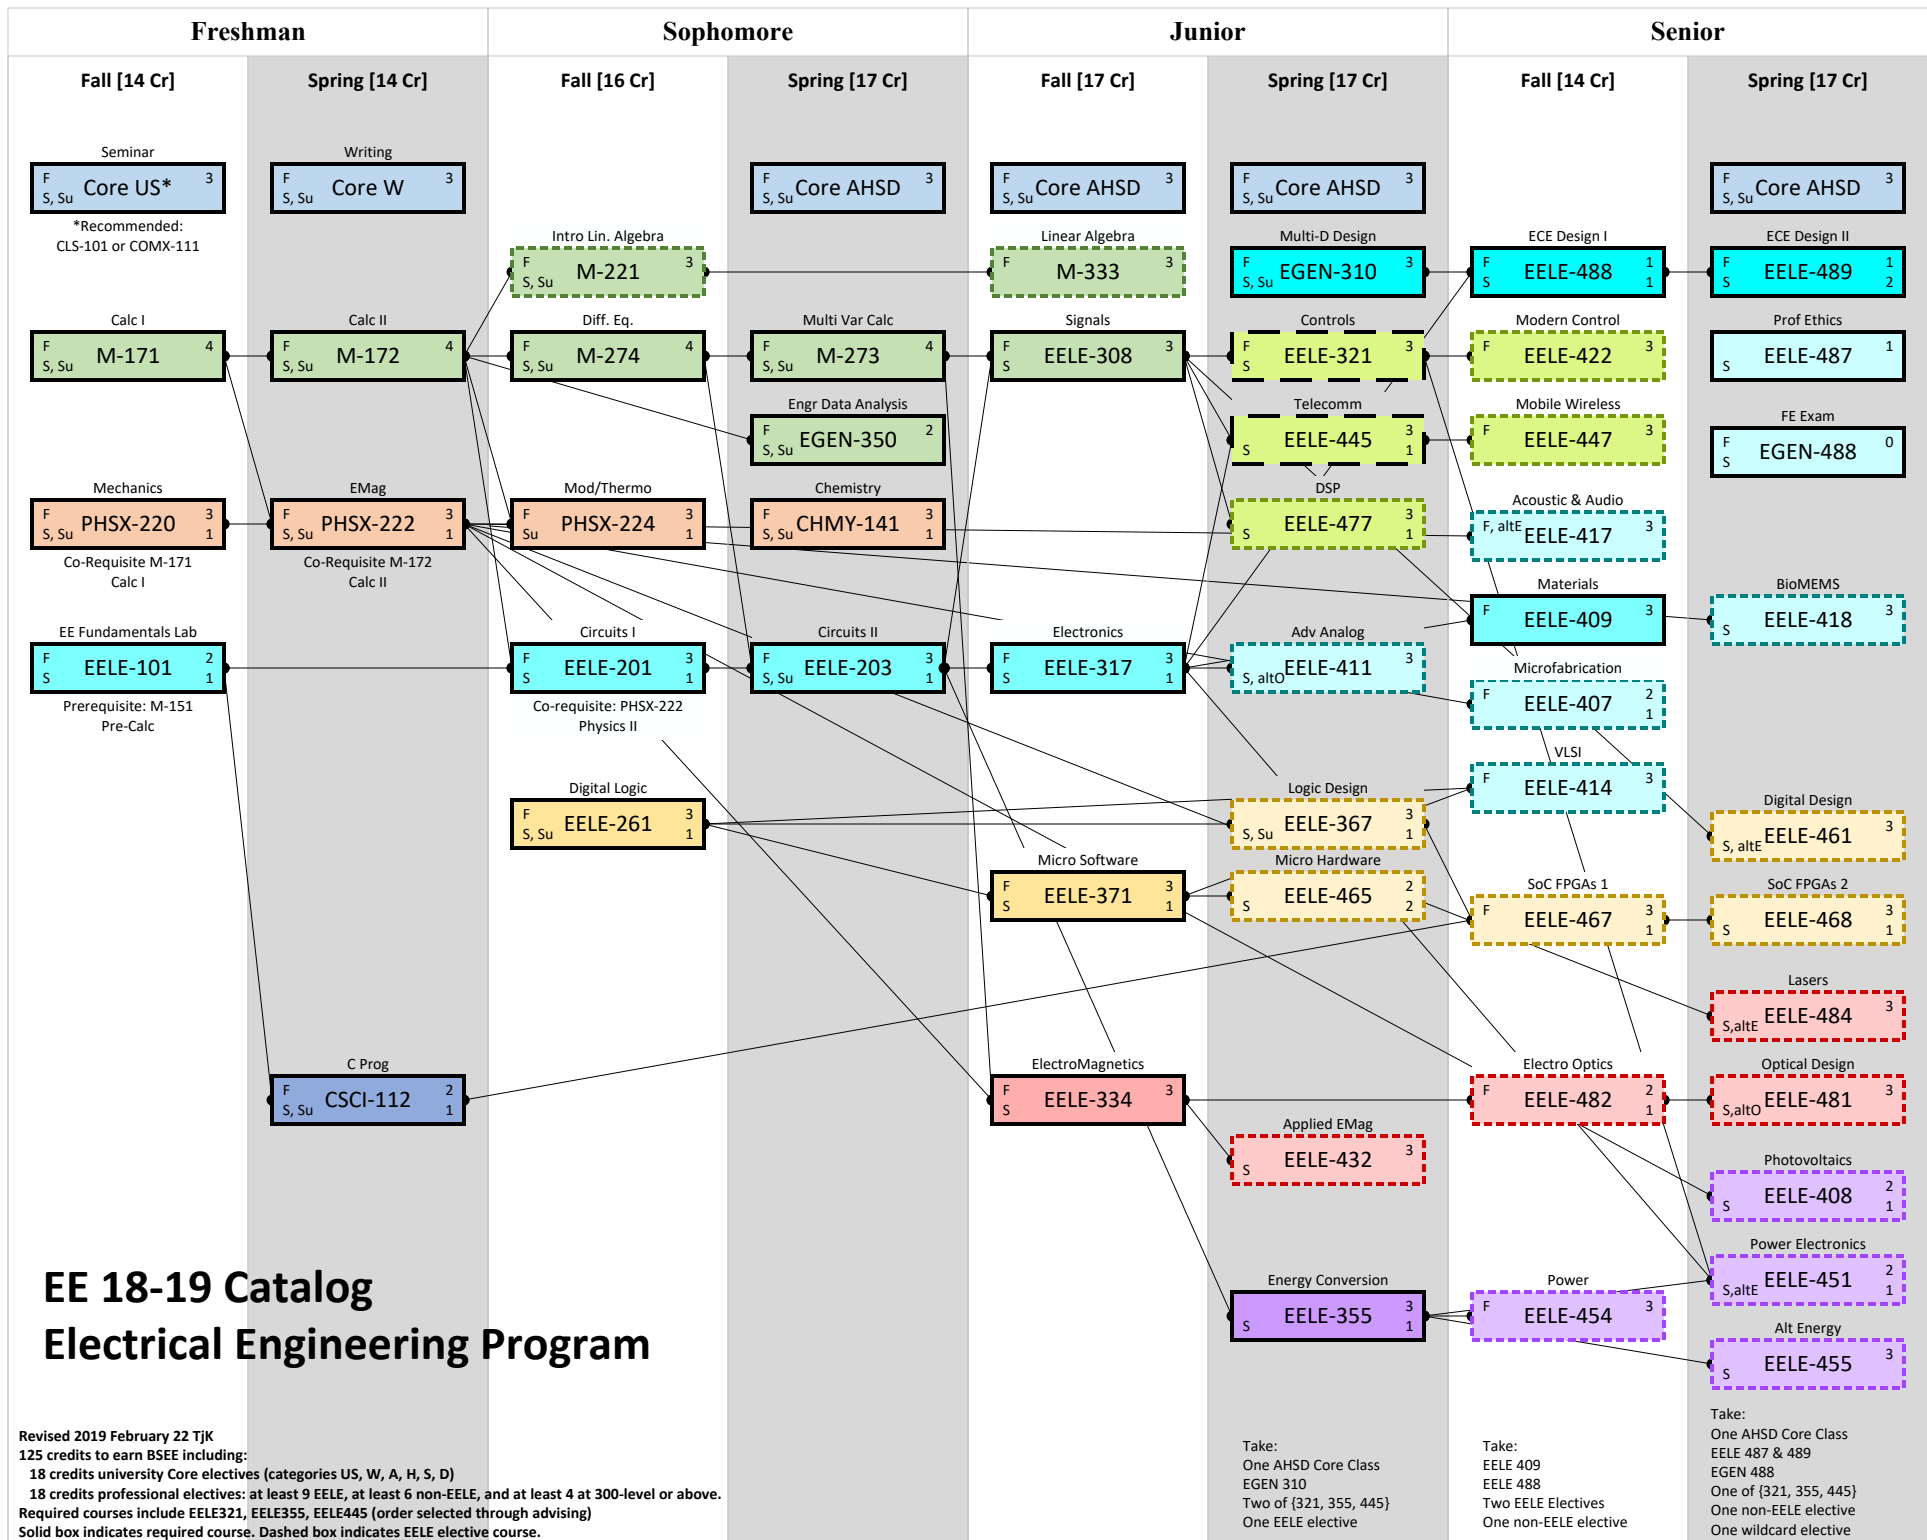 Freshman
Sophomore
Junior
Senior
Fall [14 Cr]
Spring [14 Cr]
Fall [16 Cr]
Spring [17 Cr]
Fall [17 Cr]
Spring [17 Cr]
Fall [14 Cr]
Spring [17 Cr]
Seminar
F
S, Su
Core US*
3
*Recommended:
CLS-101 or COMX-111
Calc I
F
S, Su
M-171
4
Mechanics
F
S, Su
PHSX-220
3
1
Co-Requisite M-171
Calc I
EE Fundamentals Lab
F
S
EELE-101
2
1
Prerequisite: M-151
Pre-Calc
Writing
F
S, Su
Core W
3
Calc II
F
S, Su
M-172
4
EMag
F
S, Su
PHSX-222
3
1
Co-Requisite M-172
Calc II
C Prog
F
S, Su
CSCI-112
2
1
Intro Lin. Algebra
F
S, Su
M-221
3
Diff. Eq.
F
S, Su
M-274
4
Mod/Thermo
F
Su
PHSX-224
3
1
Circuits I
F
S
EELE-201
3
1
Co-requisite: PHSX-222
Physics II
Digital Logic
F
S, Su
EELE-261
3
1
F
S, Su
Core AHSD
3
Multi Var Calc
F
S, Su
M-273
4
Engr Data Analysis
F
S, Su
EGEN-350
2
Chemistry
F
S, Su
CHMY-141
3
1
Circuits II
F
S, Su
EELE-203
3
1
F
S, Su
Core AHSD
3
Linear Algebra
F
M-333
3
Signals
F
S
EELE-308
3
Electronics
F
S
EELE-317
3
1
Micro Software
F
S
EELE-371
3
1
ElectroMagnetics
F
S
EELE-334
3
F
S, Su
Core AHSD
3
Multi-D Design
F
S, Su
EGEN-310
3
Controls
F
S
EELE-321
3
Telecomm
S
EELE-445
3
1
DSP
S
EELE-477
3
1
Adv Analog
S, altO
EELE-411
3
Logic Design
S, Su
EELE-367
3
1
Micro Hardware
S
EELE-465
2
2
Applied EMag
S
EELE-432
3
Energy Conversion
S
EELE-355
3
1
ECE Design I
F
S
EELE-488
1
1
Modern Control
F
EELE-422
3
Mobile Wireless
F
EELE-447
3
Acoustic & Audio
F, altE
EELE-417
3
Materials
F
EELE-409
3
Microfabrication
F
EELE-407
2
1
VLSI
F
EELE-414
3
SoC FPGAs 1
F
EELE-467
3
1
Electro Optics
F
EELE-482
2
1
Power
F
EELE-454
3
F
S, Su
Core AHSD
3
ECE Design II
F
S
EELE-489
1
2
Prof Ethics
S
EELE-487
1
FE Exam
F
S
EGEN-488
0
BioMEMS
S
EELE-418
3
Digital Design
S, altE
EELE-461
3
SoC FPGAs 2
S
EELE-468
3
1
Lasers
S,altE
EELE-484
3
Optical Design
S,altO
EELE-481
3
Photovoltaics
S
EELE-408
2
1
Power Electronics
S,altE
EELE-451
2
1
Alt Energy
S
EELE-455
3
EE 18-19 Catalog
Electrical Engineering Program
Revised 2019 February 22 TjK
125 credits to earn BSEE including:
18 credits university Core electives (categories US, W, A, H, S, D)
18 credits professional electives: at least 9 EELE, at least 6 non-EELE, and at least 4 at 300-level or above.
Required courses include EELE321, EELE355, EELE445 (order selected through advising)
Solid box indicates required course. Dashed box indicates EELE elective course.
Take:
One AHSD Core Class
EGEN 310
Two of {321, 355, 445}
One EELE elective
Take:
EELE 409
EELE 488
Two EELE Electives
One non-EELE elective
Take:
One AHSD Core Class
EELE 487 & 489
EGEN 488
One of {321, 355, 445}
One non-EELE elective
One wildcard elective